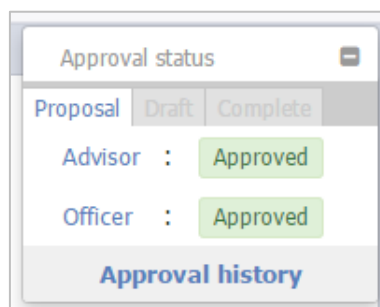 Approval status
Proposal Draft Complete
Advisor : Approved
Officer : Approved
Approval history